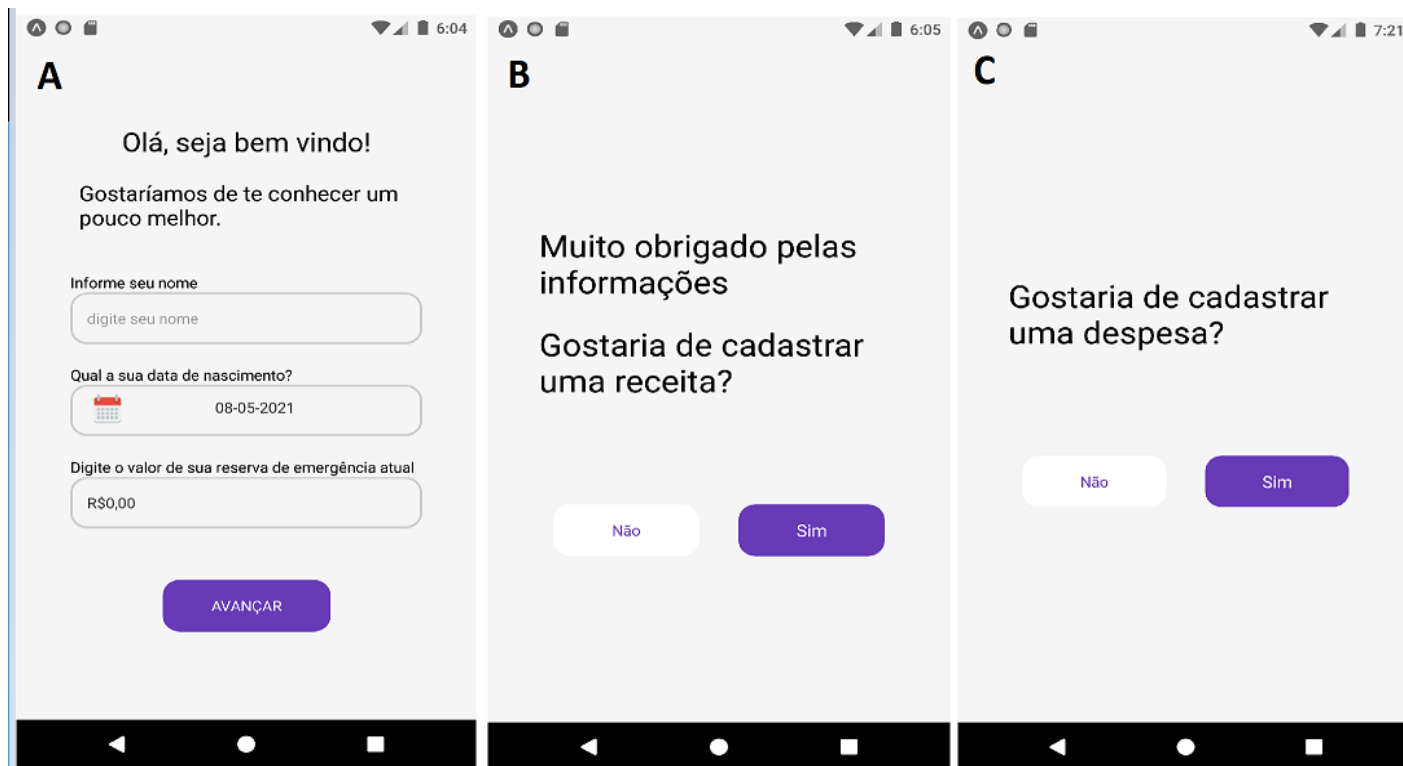 6:04
A
Olá, seja bem vindo!
Gostaríamos de te conhecer um
pouco melhor.
Informe seu nome
digite seu nome
Qual a sua data de nascimento?
08-05-2021
Digite o valor de sua reserva de emergência atual
R$0,00
AVANÇAR
6:05
B
Muito obrigado pelas
informações
Gostaria de cadastrar
uma receita?
Não
Sim
7:21
C
Gostaria de cadastrar
uma despesa?
Não
Sim